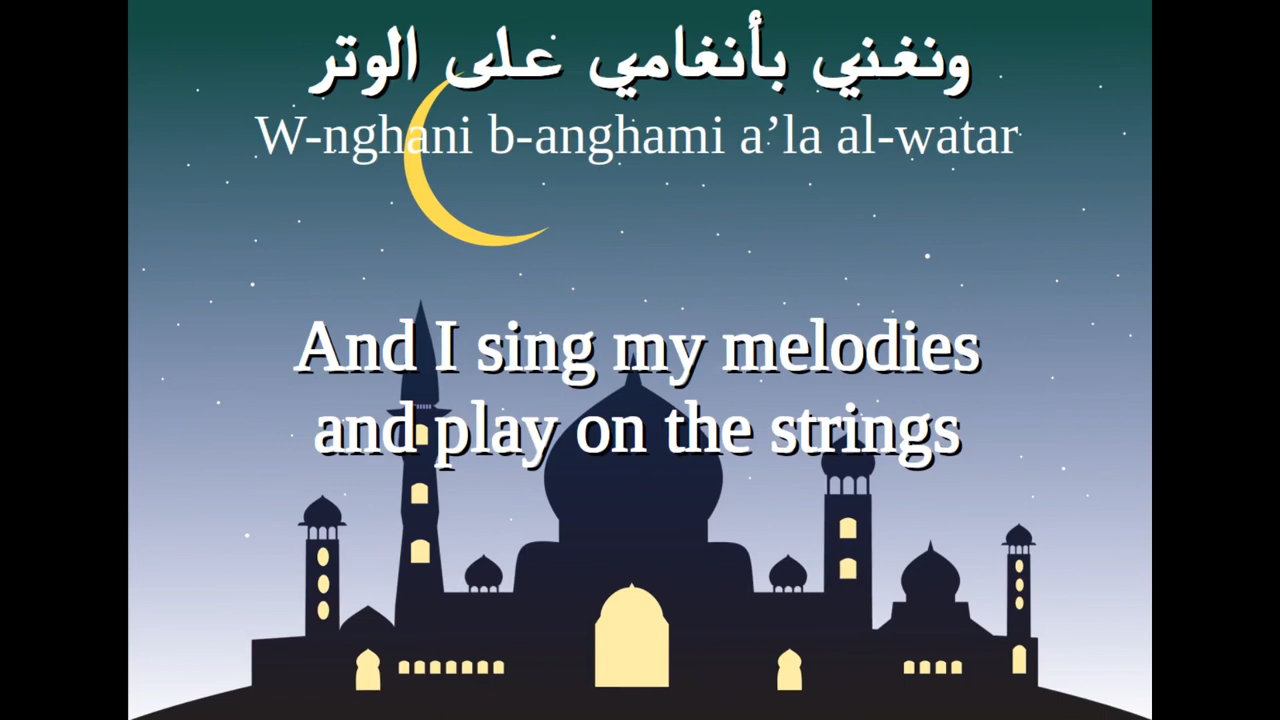 ونغني بأنغامي على الوتر
W-nghani b-anghami a’la al-watar
And I sing my melodies
and play on the strings